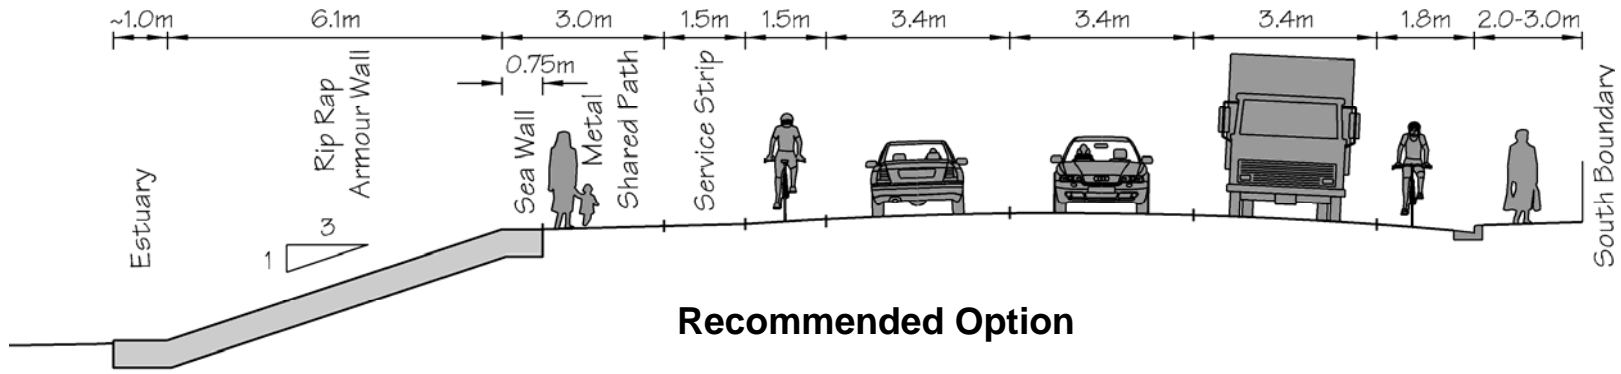 ~1.0m 6.1m 3.0m 1.5m 1.5m 3.4m 3.4m 3.4m 1.8m 2.0-3.0m
0.75m
Estuary
Rip Rap
Armour Wall
Sea Wall
Metal
Shared Path
Service Strip
South Boundary
3
1
Recommended Option